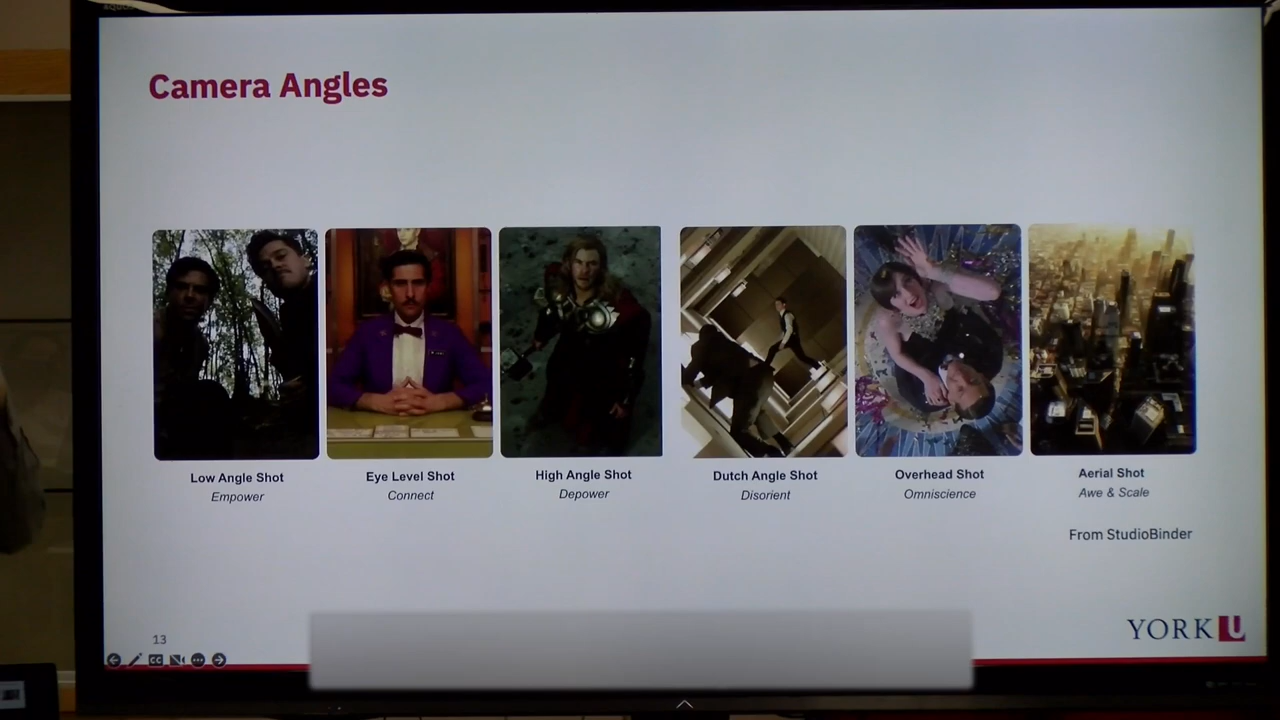 Camera Angles
Low Angle Shot
Empower
Eye Level Shot
Connect
High Angle Shot
Depower
Dutch Angle Shot
Disorient
Overhead Shot
Omniscience
Aerial Shot
Awe & Scale
From StudioBinder
13
CC
YORK U